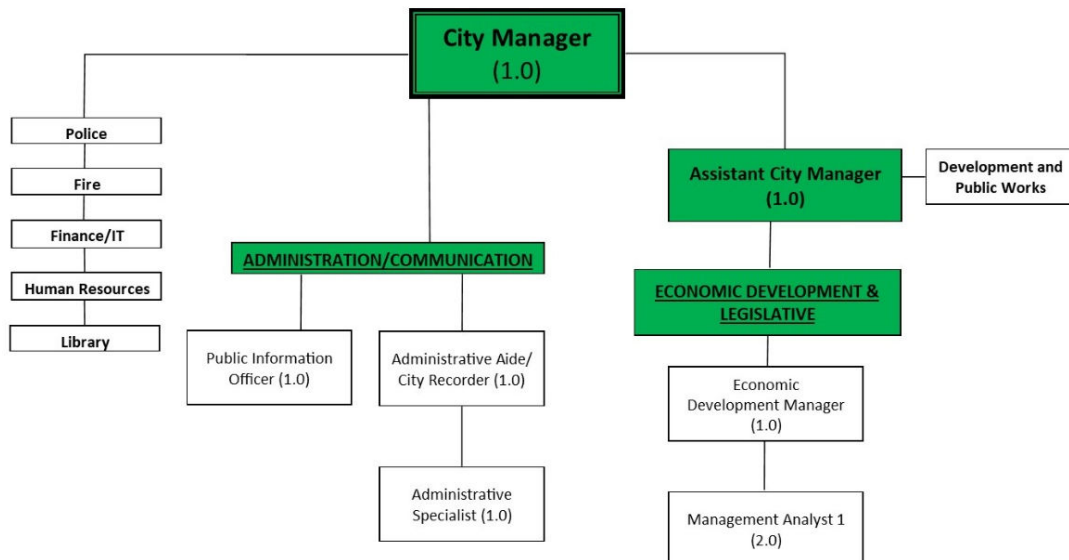 City Manager
(1.0)
Police
Fire
Finance/IT
Human Resources
Library
ADMINISTRATION/COMMUNICATION
Public Information
Officer (1.0)
Administrative Aide/
City Recorder (1.0)
Administrative
Specialist (1.0)
Assistant City Manager
(1.0)
Development and
Public Works
ECONOMIC DEVELOPMENT &
LEGISLATIVE
Economic
Development Manager
(1.0)
Management Analyst 1
(2.0)